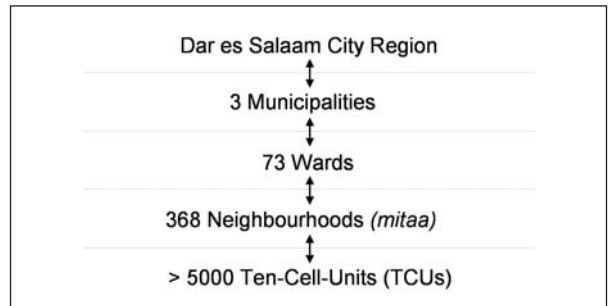 Dar es Salaam City Region
3 Municipalities
73 Wards
368 Neighbourhoods (mitaa)
> 5000 Ten-Cell-Units (TCUs)